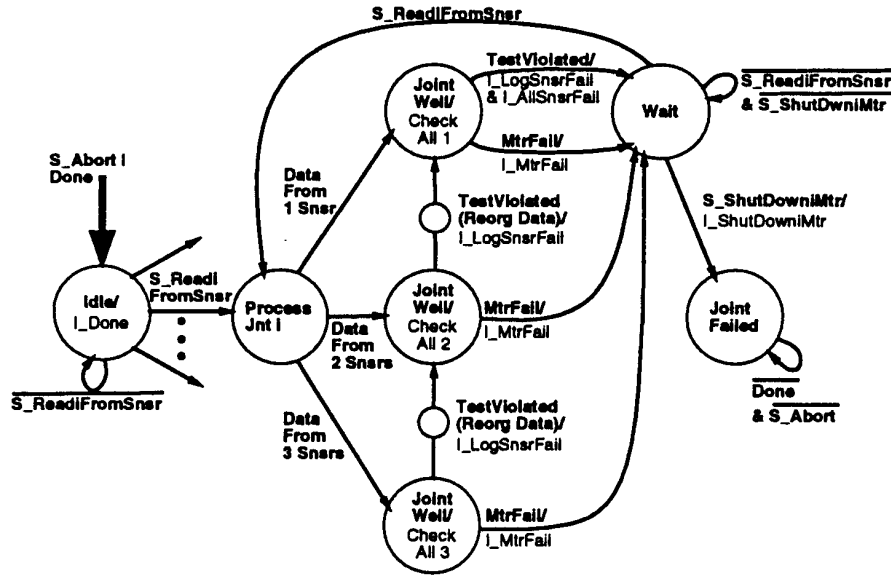 S_ReadiFromSnsr
TestViolated/
I_LogSnsrFail
& I_AllSnsrFail
Joint
Well/
Check
All 1
Wait
S_ReadiFromSnsr
& S_ShutDwniMtr
MtrFail/
I_MtrFail
S_Abort |
Done
Data
From
1 Snsr
TestViolated
(Reorg Data)/
I_LogSnsrFail
S_ShutDowniMtr/
I_ShutDowniMtr
Idle/
I_Done
S_Readi
FromSnsr
Process
Jnt i
Data
From
2 Snsrs
Joint
Well/
Check
All 2
MtrFail/
I_MtrFail
Joint
Failed
S_ReadiFromSnsr
Done
& S_Abort
Data
From
3 Snsrs
TestViolated
(Reorg Data)/
I_LogSnsrFail
Joint
Well/
Check
All 3
MtrFail/
I_MtrFail